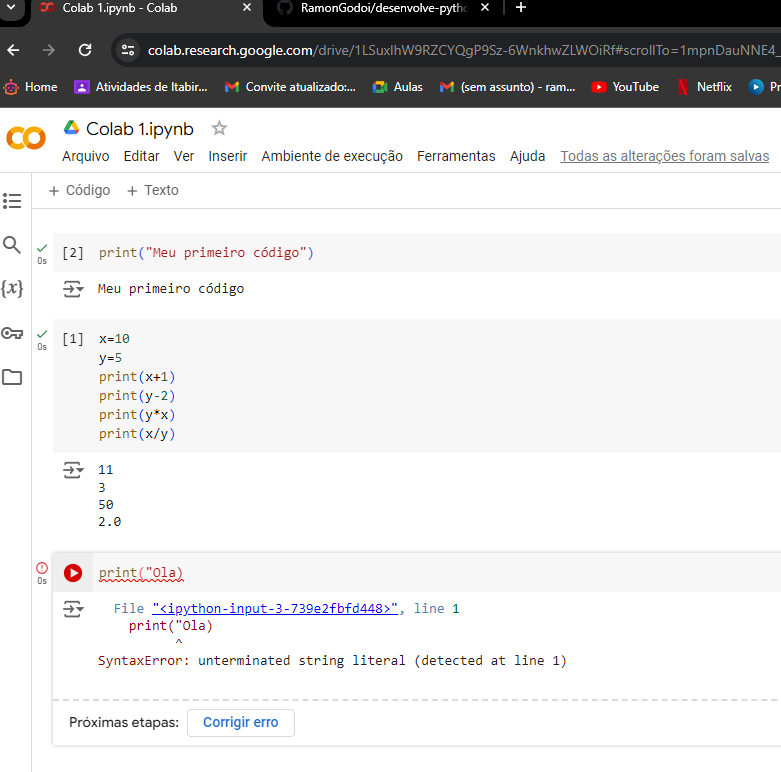 Colab 1.ipynb - Colab
RamonGodoi/desenvolve-pytho
colab.research.google.com/drive/1LSuxlhW9RZCYQgP9Sz-6WnkhwZLWOiRf#scrollTo=1mpnDauNNE4_
Home Atividades de Itabir... Convite atualizado:... Aulas (sem assunto) - ram... YouTube Netflix Pr
CO Colab 1.ipynb
Arquivo Editar Ver Inserir Ambiente de execução Ferramentas Ajuda Todas as alterações foram salvas
+ Código + Texto
[2] print("Meu primeiro código")
0s
Meu primeiro código
{x}
[1] x=10
0s
y=5
print(x+1)
print(y-2)
print(y*x)
print(x/y)
11
3
50
2.0
print("Ola)
0s
File "<ipython-input-3-739e2fbfd448>", line 1
print("Ola)
^
SyntaxError: unterminated string literal (detected at line 1)
Próximas etapas: Corrigir erro